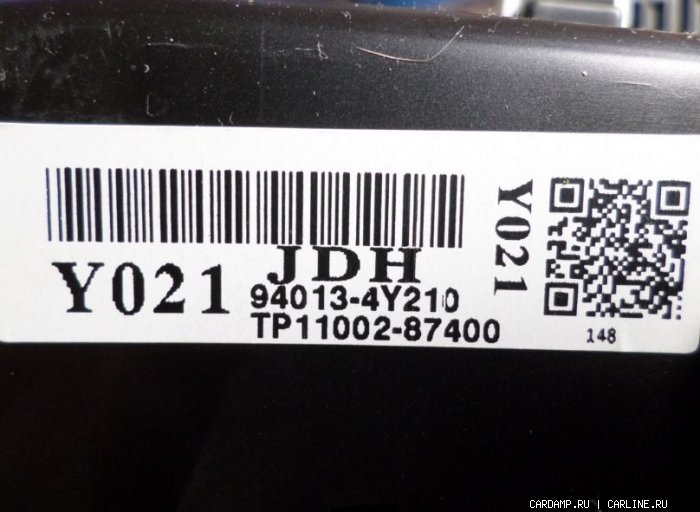 JDH
Y021
94013-4Y210
TP11002-87400
Y021
148
CARDAMP.RU | CARLINE.RU